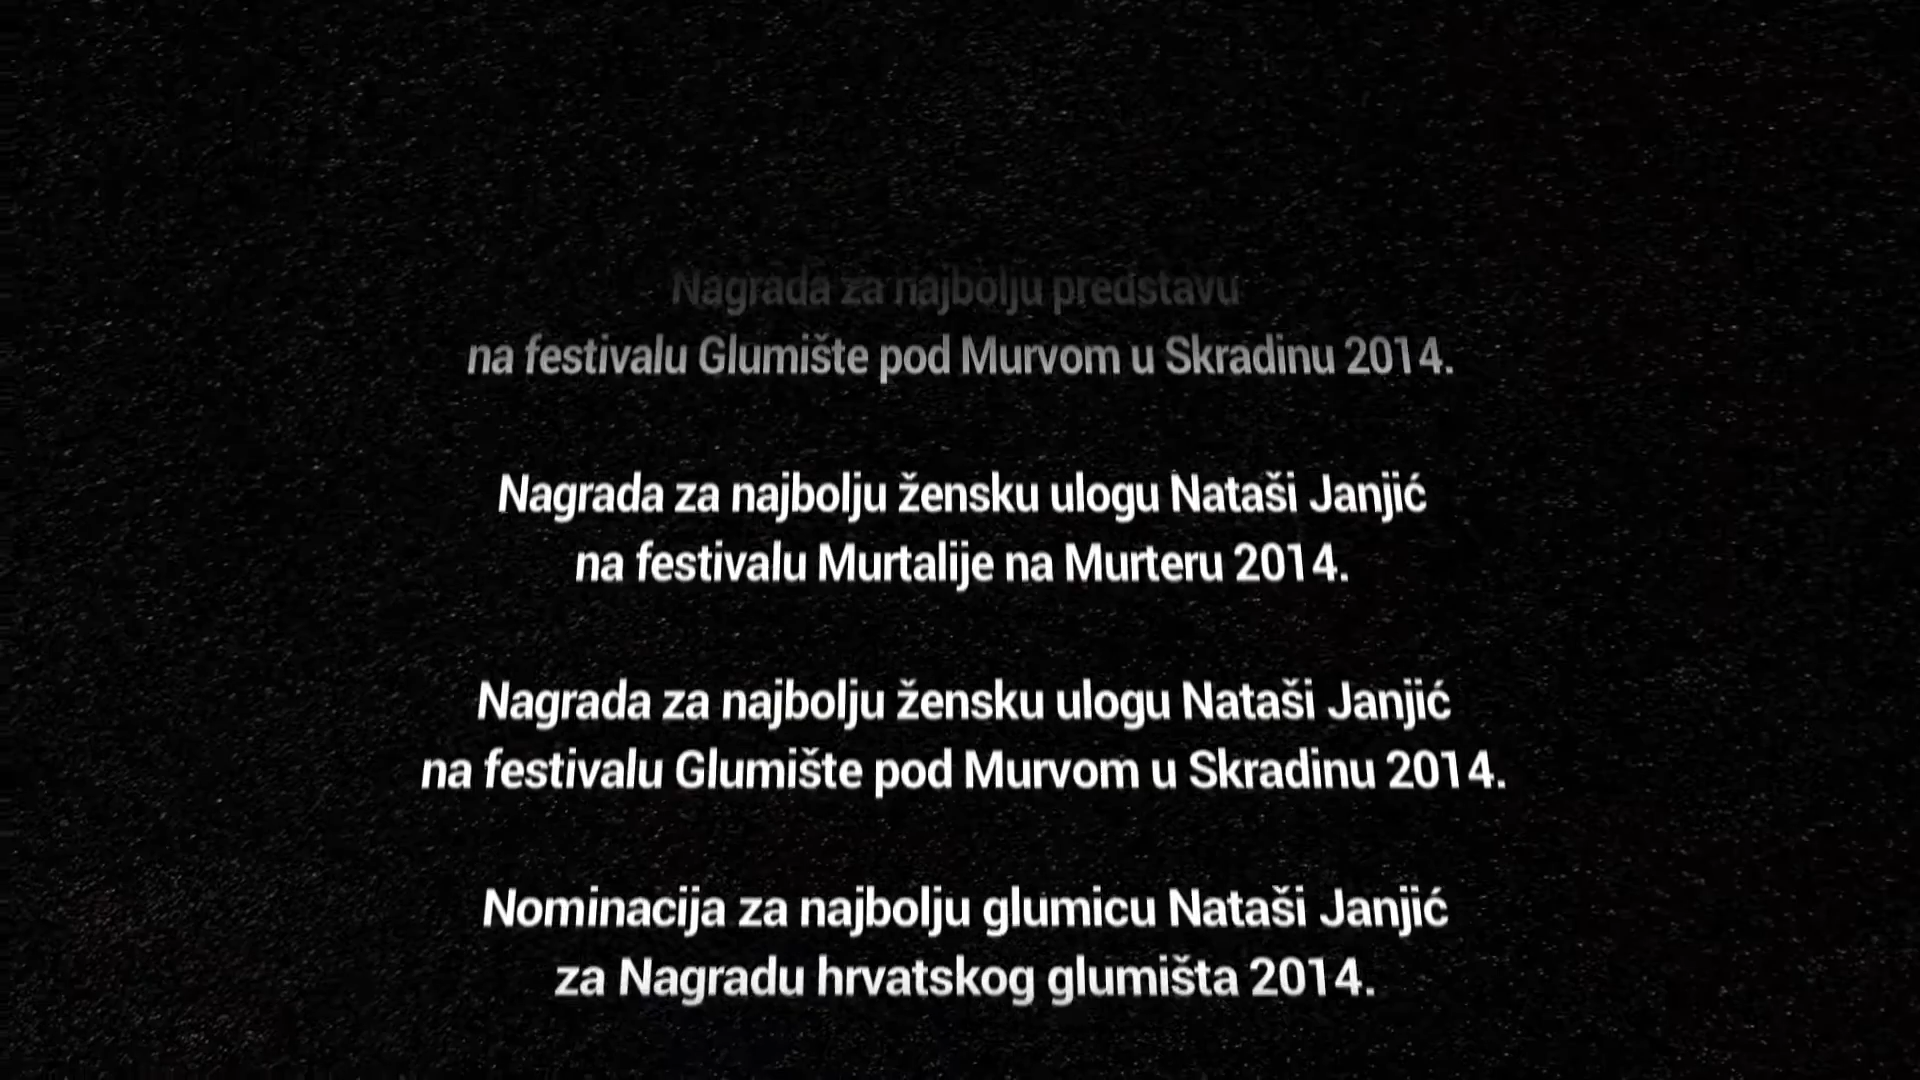 Nagrada za najbolju predstavu
na festivalu Glumište pod Murvom u Skradinu 2014.
Nagrada za najbolju žensku ulogu Nataši Janjić
na festivalu Murtalije na Murteru 2014.
Nagrada za najbolju žensku ulogu Nataši Janjić
na festivalu Glumište pod Murvom u Skradinu 2014.
Nominacija za najbolju glumicu Nataši Janjić
za Nagradu hrvatskog glumišta 2014.